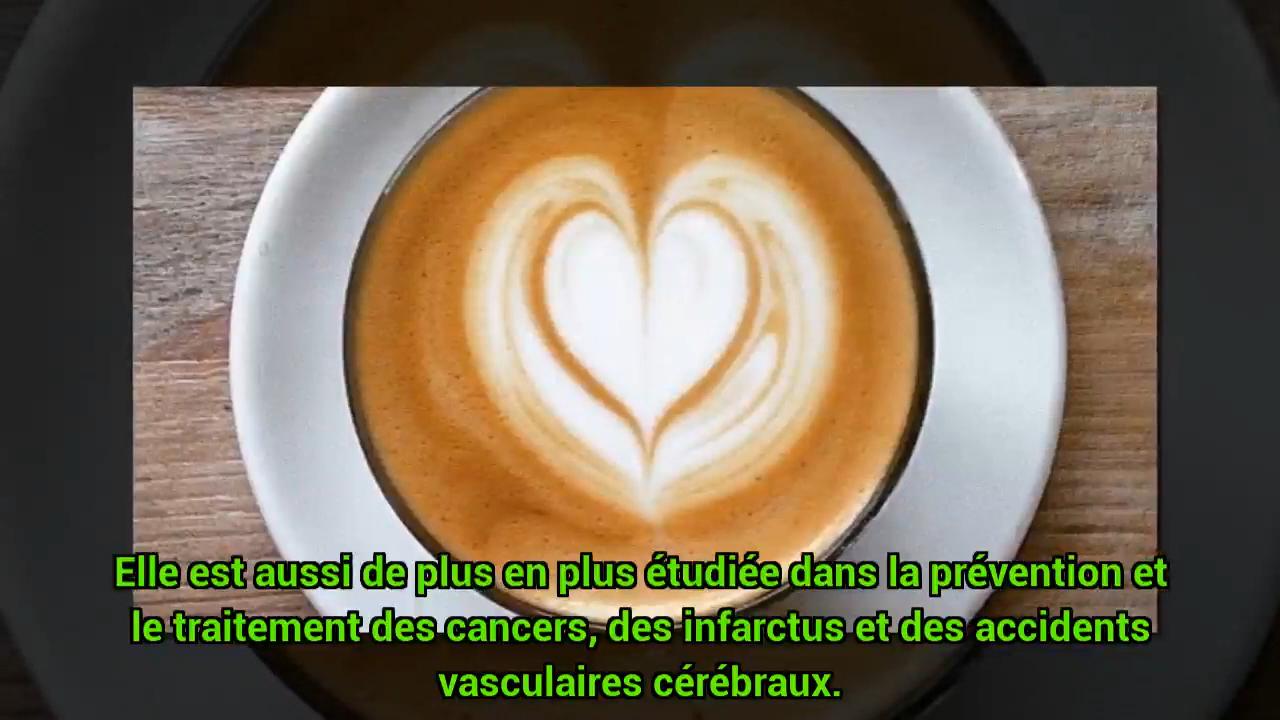 Elle est aussi de plus en plus étudiée dans la prévention et
le traitement des cancers, des infarctus et des accidents
vasculaires cérébraux.